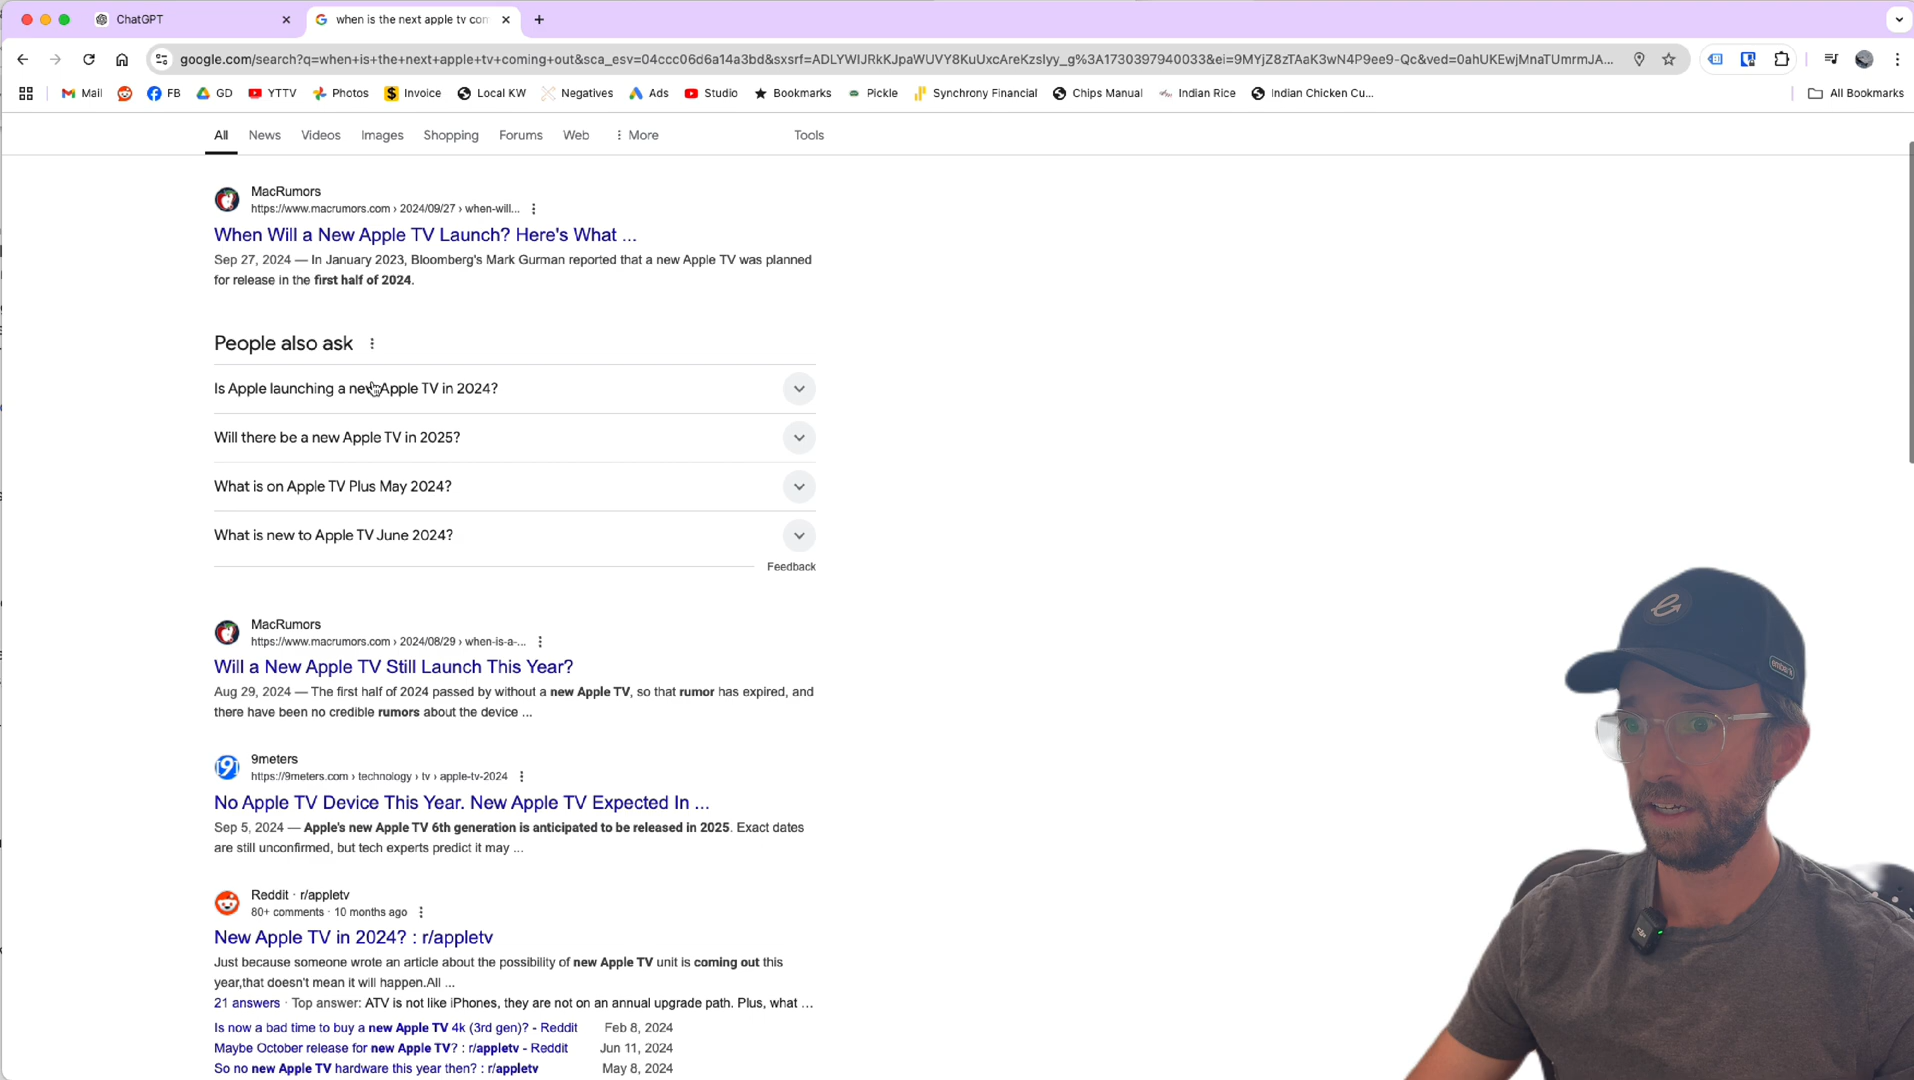 ChatGPT
when is the next apple tv com
google.com/search?q=when+is+the+next+apple+tv+coming+out&sca_esv=04ccc06d6a14a3bd&sxsrf=ADLYWIJRkKJpaWUVY8KuUxcAreKzsIyy_g%3A1730397940033&ei=9MYjZ8zTAaK3wN4P9ee9-Qc&ved=0ahUKEwjMnaTUmrmJA...
Mail FB GD YTTV Photos Invoice Local KW Negatives Ads Studio Bookmarks Pickle Synchrony Financial Chips Manual Indian Rice Indian Chicken Cu... All Bookmarks
All News Videos Images Shopping Forums Web More Tools
MacRumors
https://www.macrumors.com › 2024/09/27 › when-will...
When Will a New Apple TV Launch? Here's What ...
Sep 27, 2024 — In January 2023, Bloomberg's Mark Gurman reported that a new Apple TV was planned
for release in the first half of 2024.
People also ask
Is Apple launching a new Apple TV in 2024?
Will there be a new Apple TV in 2025?
What is on Apple TV Plus May 2024?
What is new to Apple TV June 2024?
Feedback
MacRumors
https://www.macrumors.com › 2024/08/29 › when-is-a-...
Will a New Apple TV Still Launch This Year?
Aug 29, 2024 — The first half of 2024 passed by without a new Apple TV, so that rumor has expired, and
there have been no credible rumors about the device ...
9meters
https://9meters.com › technology › tv › apple-tv-2024
No Apple TV Device This Year. New Apple TV Expected In ...
Sep 5, 2024 — Apple's new Apple TV 6th generation is anticipated to be released in 2025. Exact dates
are still unconfirmed, but tech experts predict it may ...
Reddit · r/appletv
80+ comments · 10 months ago
New Apple TV in 2024? : r/appletv
Just because someone wrote an article about the possibility of new Apple TV unit is coming out this
year,that doesn't mean it will happen.All ...
21 answers · Top answer: ATV is not like iPhones, they are not on an annual upgrade path. Plus, what ...
Is now a bad time to buy a new Apple TV 4k (3rd gen)? - Reddit Feb 8, 2024
Maybe October release for new Apple TV? : r/appletv - Reddit Jun 11, 2024
So no new Apple TV hardware this year then? : r/appletv May 8, 2024